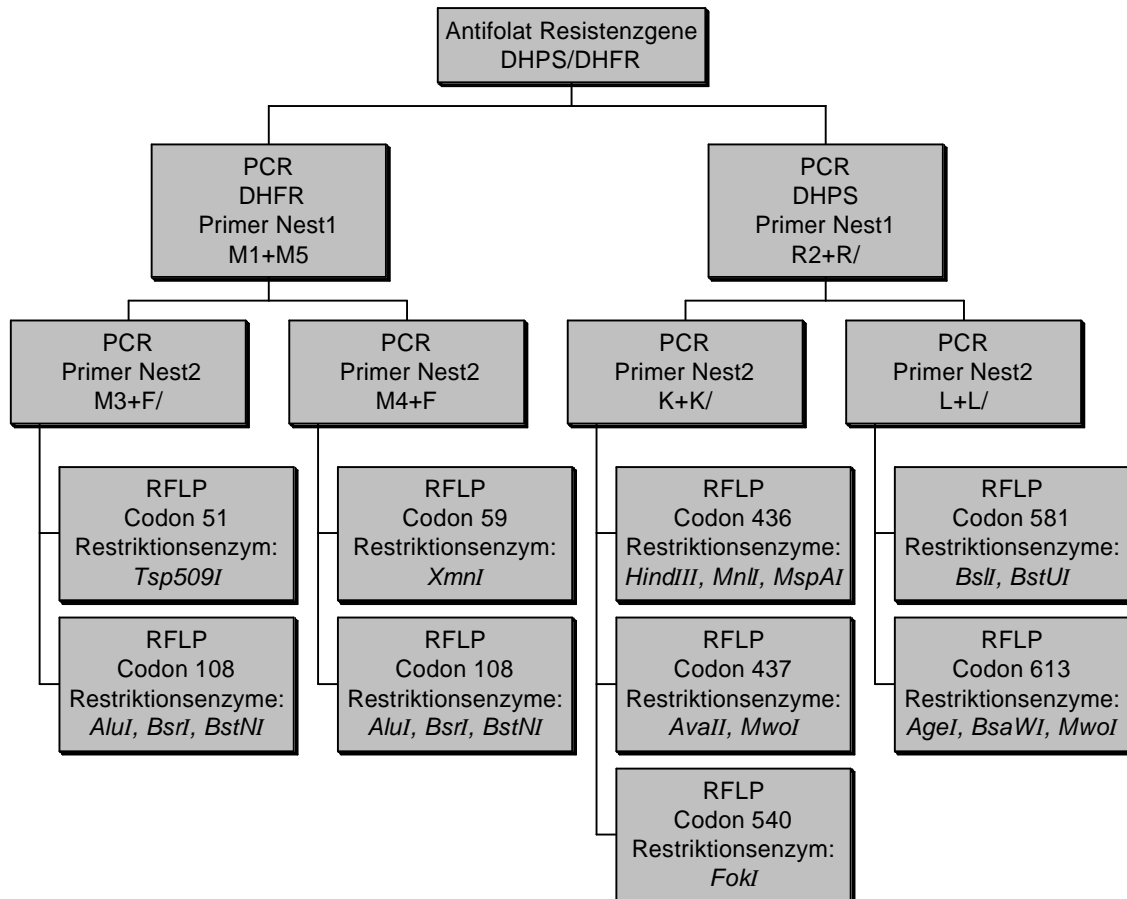 Antifolat Resistenzgene
DHPS/DHFR
PCR
DHFR
Primer Nest1
M1+M5
PCR
DHPS
Primer Nest1
R2+R/
PCR
Primer Nest2
M3+F/
PCR
Primer Nest2
M4+F
PCR
Primer Nest2
K+K/
PCR
Primer Nest2
L+L/
RFLP
Codon 51
Restriktionsenzym:
Tsp509I
RFLP
Codon 59
Restriktionsenzym:
XmnI
RFLP
Codon 436
Restriktionsenzyme:
HindIII, MnlI, MspAI
RFLP
Codon 581
Restriktionsenzyme:
BslI, BstUI
RFLP
Codon 108
Restriktionsenzyme:
AluI, BsrI, BstNI
RFLP
Codon 108
Restriktionsenzyme:
AluI, BsrI, BstNI
RFLP
Codon 437
Restriktionsenzyme:
AvaII, MwoI
RFLP
Codon 613
Restriktionsenzyme:
AgeI, BsaWI, MwoI
RFLP
Codon 540
Restriktionsenzym:
FokI